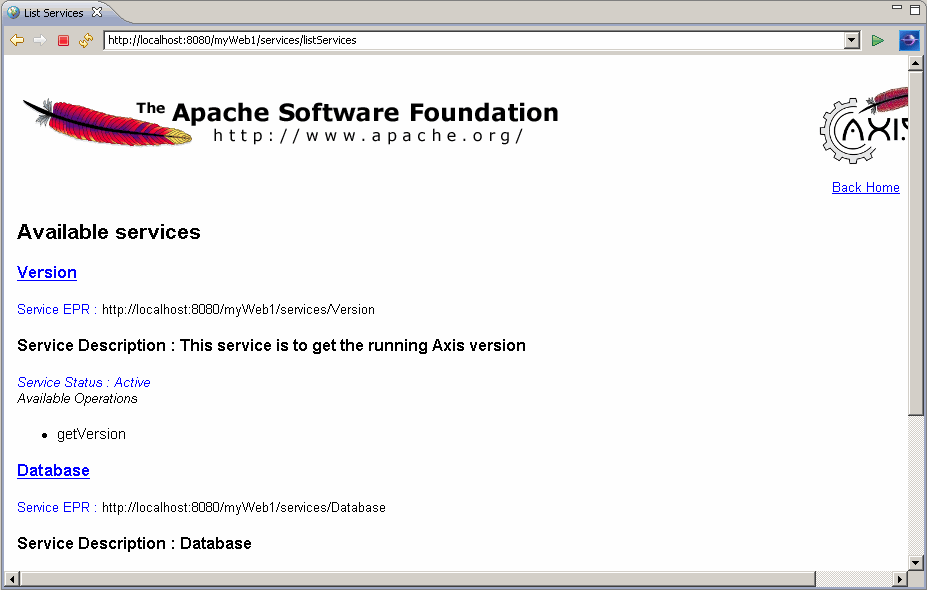 List Services
http://localhost:8080/myWeb1/services/listServices
The Apache Software Foundation
http://www.apache.org/
Back Home
Available services
Version
Service EPR : http://localhost:8080/myWeb1/services/Version
Service Description : This service is to get the running Axis version
Service Status : Active
Available Operations
• getVersion
Database
Service EPR : http://localhost:8080/myWeb1/services/Database
Service Description : Database